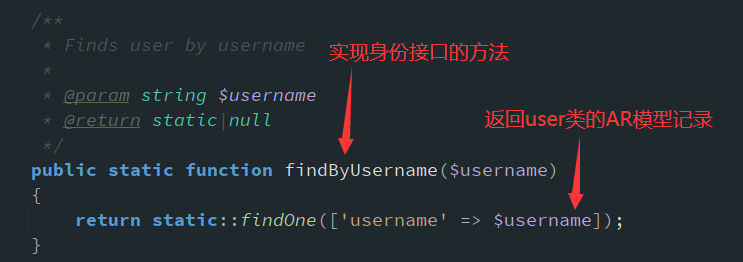 /**
 * Finds user by username
 *
 * @param string $username
 * @return static|null
 */
实现身份接口的方法
返回user类的AR模型记录
public static function findByUsername($username)
{
    return static::findOne(['username' => $username]);
}